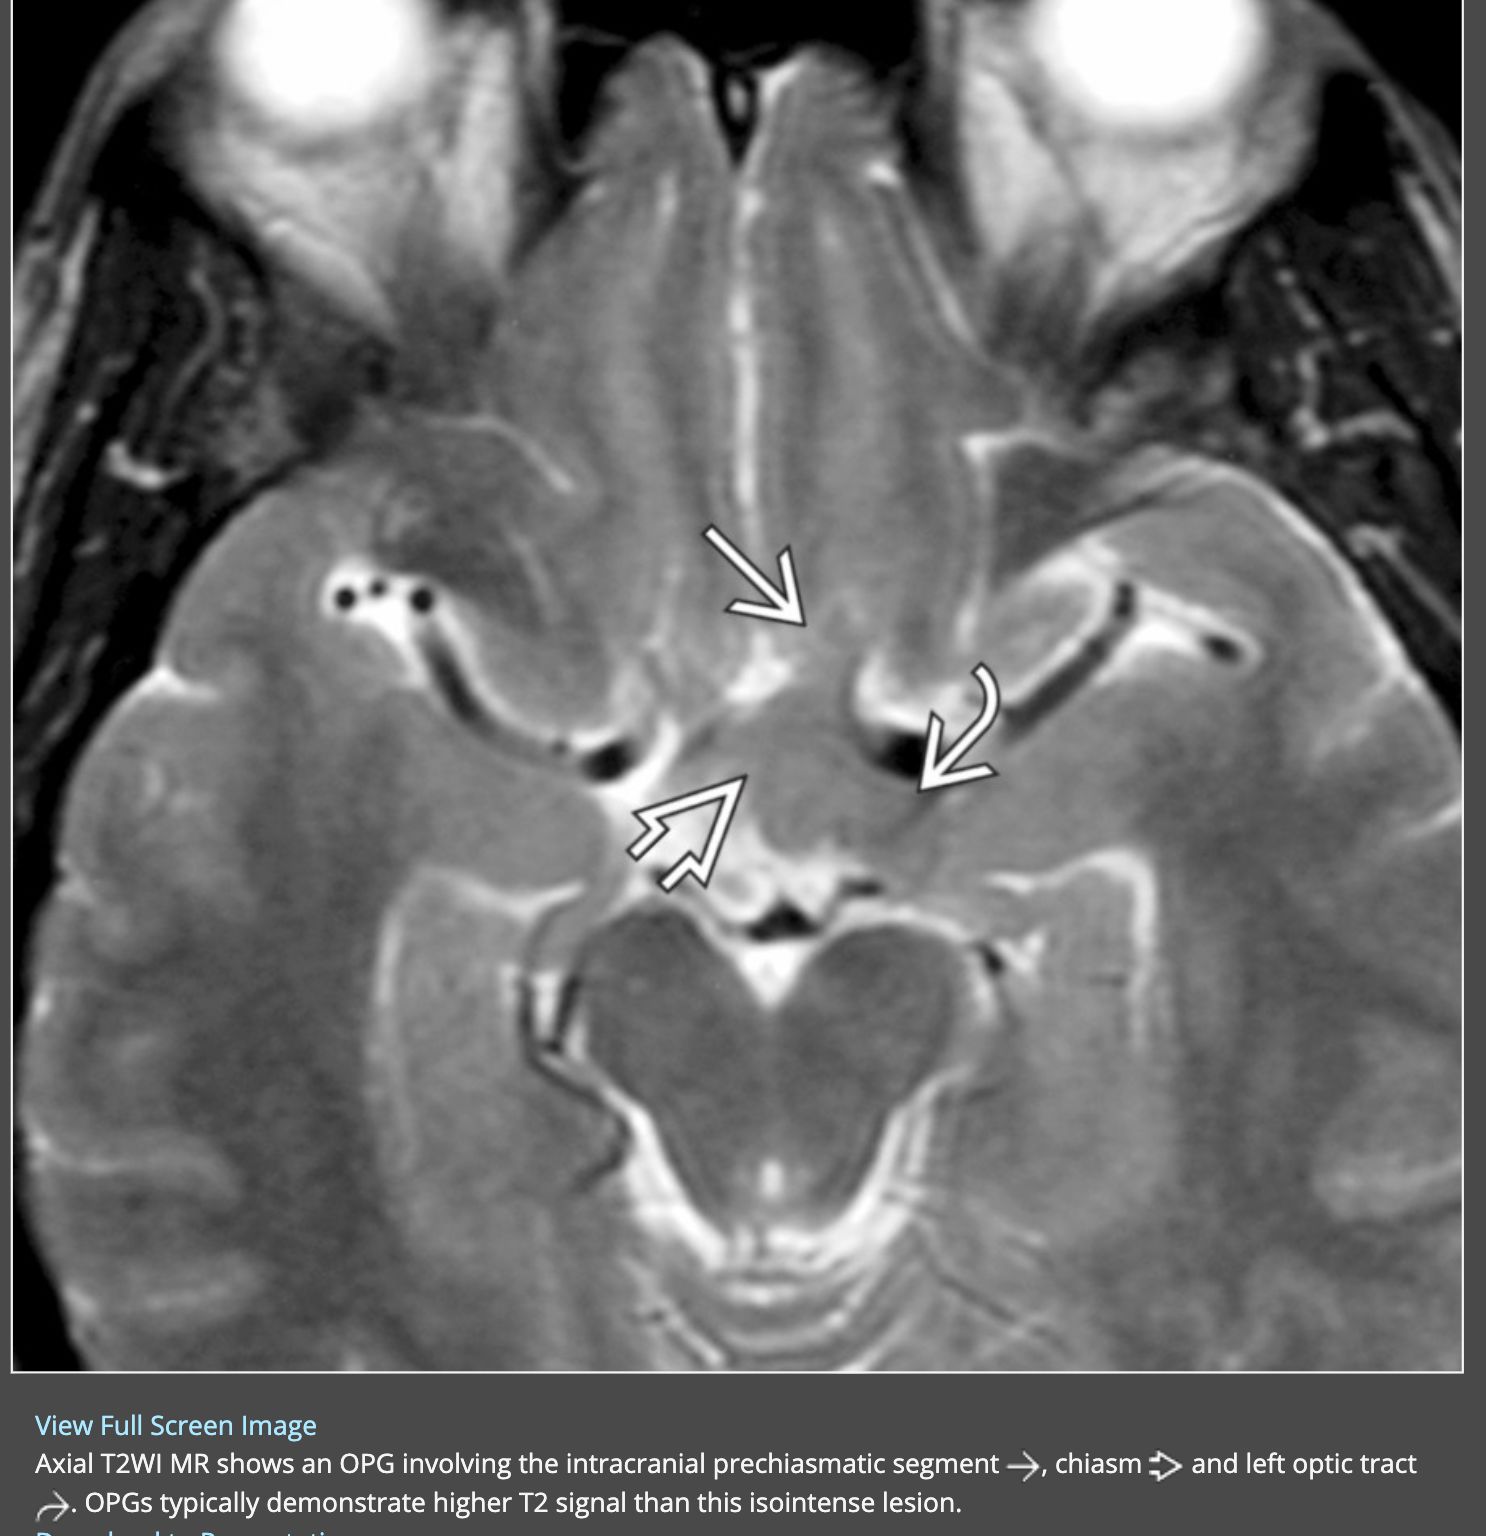 View Full Screen Image
Axial T2WI MR shows an OPG involving the intracranial prechiasmatic segment →, chiasm ⇨ and left optic tract
↷. OPGs typically demonstrate higher T2 signal than this isointense lesion.